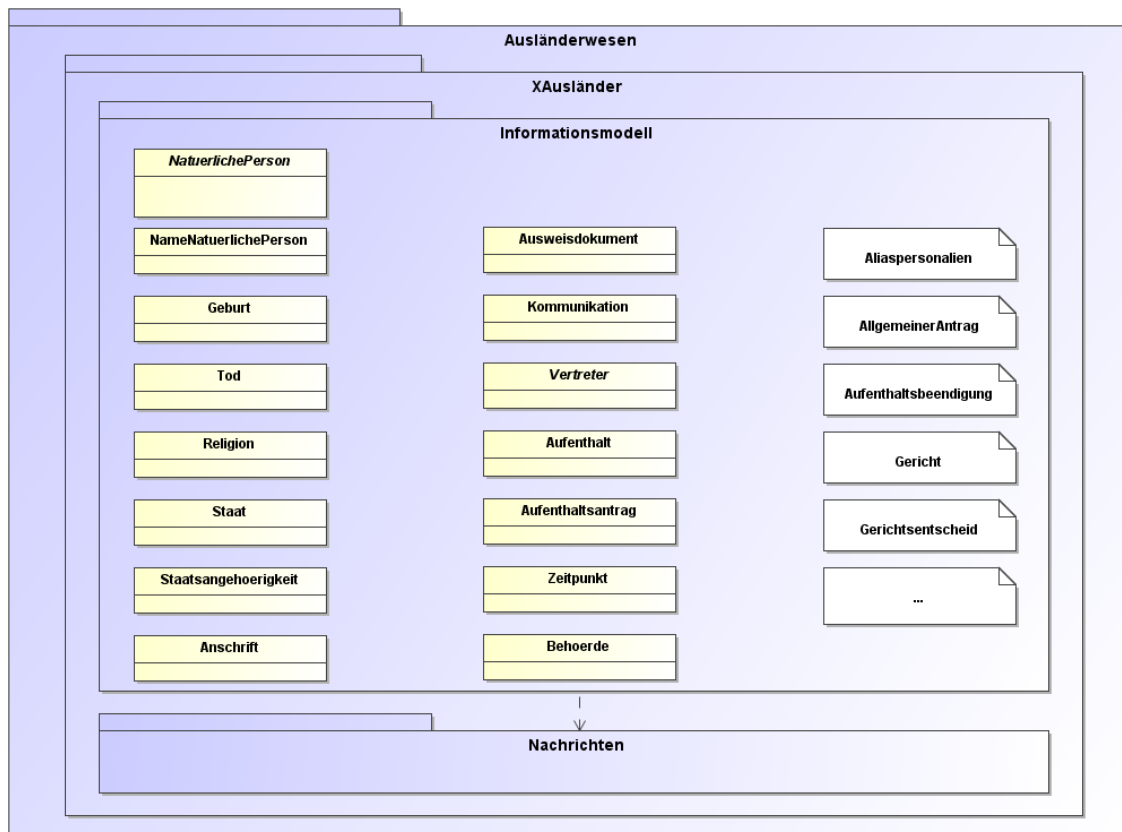 Ausländerwesen
XAusländer
Informationsmodell
NatuerlichePerson
NameNatuerlichePerson
Geburt
Tod
Religion
Staat
Staatsangehoerigkeit
Anschrift
Ausweisdokument
Kommunikation
Vertreter
Aufenthalt
Aufenthaltsantrag
Zeitpunkt
Behoerde
Aliaspersonalien
AllgemeinerAntrag
Aufenthaltsbeendigung
Gericht
Gerichtsentscheid
...
Nachrichten